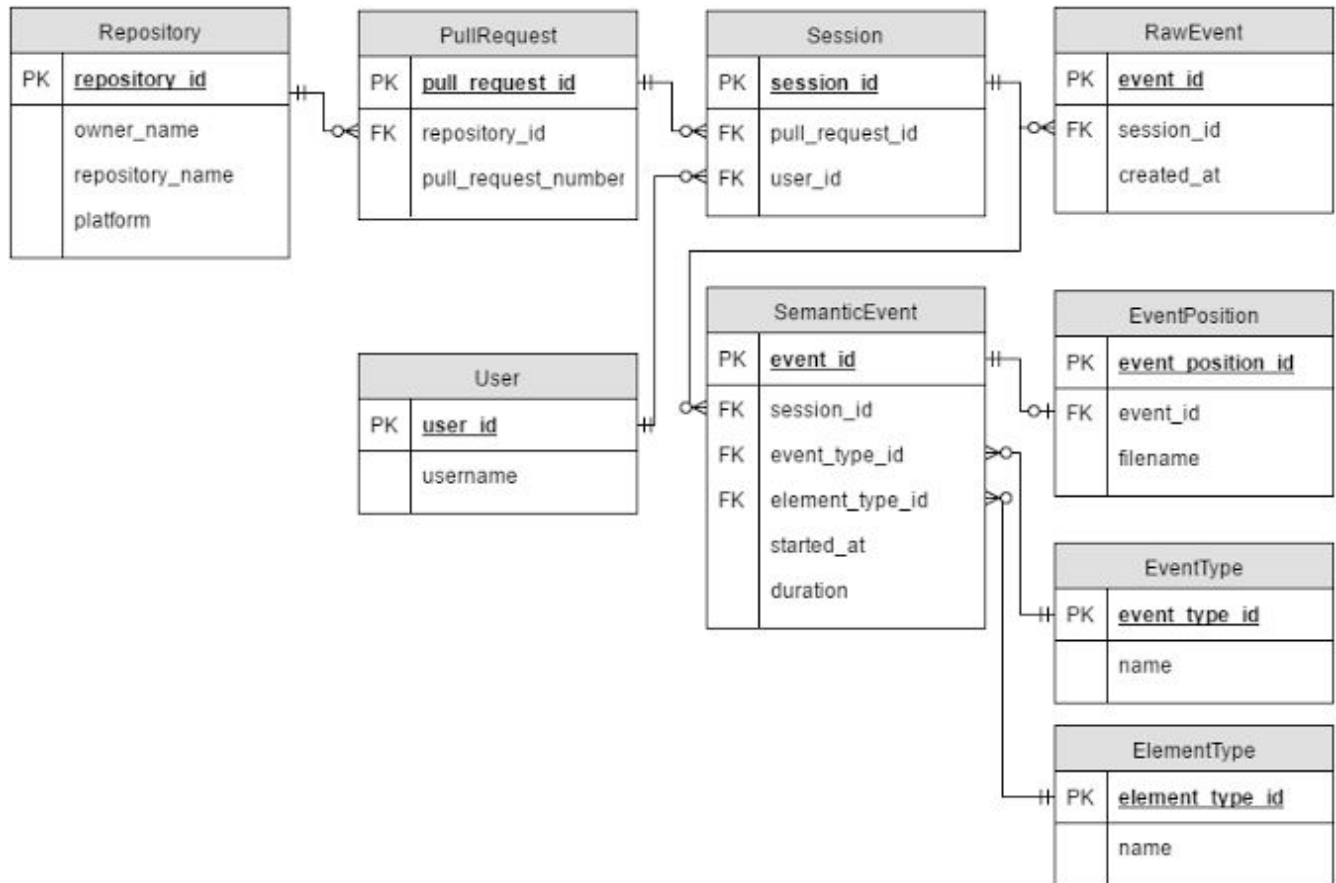 Repository
PK repository_id
owner_name
repository_name
platform
PullRequest
PK pull_request_id
FK repository_id
pull_request_number
Session
PK session_id
FK pull_request_id
FK user_id
RawEvent
PK event_id
FK session_id
created_at
User
PK user_id
username
SemanticEvent
PK event_id
FK session_id
FK event_type_id
FK element_type_id
started_at
duration
EventPosition
PK event_position_id
FK event_id
filename
EventType
PK event_type_id
name
ElementType
PK element_type_id
name